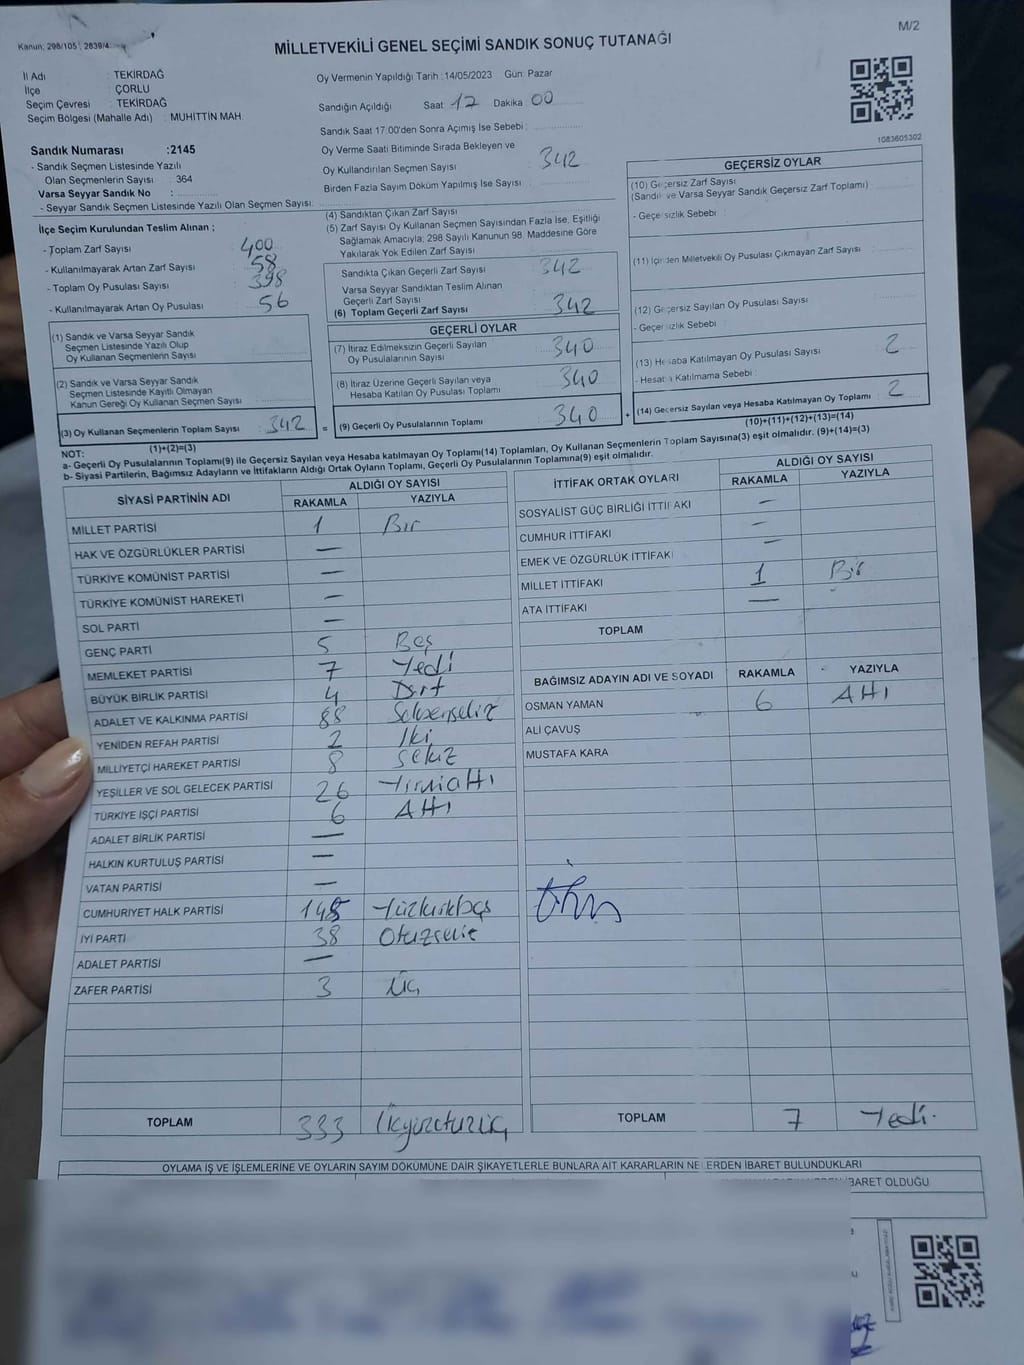 Kanun: 298/105 2839/4
M/2
MİLLETVEKİLİ GENEL SEÇİMİ SANDIK SONUÇ TUTANAĞI
İl Adı : TEKİRDAĞ
İlçe : ÇORLU
Seçim Çevresi : TEKİRDAĞ
Seçim Bölgesi (Mahalle Adı) : MUHİTTİN MAH.
Sandık Numarası :2145
- Sandık Seçmen Listesinde Yazılı
Olan Seçmenlerin Sayısı : 364
Varsa Seyyar Sandık No :
- Seyyar Sandık Seçmen Listesinde Yazılı Olan Seçmen Sayısı:
Oy Vermenin Yapıldığı Tarih :14/05/2023 Gün: Pazar
Sandığın Açıldığı Saat 17 Dakika 00
Sandık Saat 17:00'den Sonra Açımış İse Sebebi :
Oy Verme Saati Bitiminde Sırada Bekleyen ve
Oy Kullandırılan Seçmen Sayısı : 342
Birden Fazla Sayım Döküm Yapılmış İse Sayısı :
1083605302
İlçe Seçim Kurulundan Teslim Alınan ;
- Toplam Zarf Sayısı 400
- Kullanılmayarak Artan Zarf Sayısı 58
- Toplam Oy Pusulası Sayısı 398
- Kullanılmayarak Artan Oy Pusulası 56
(1) Sandık ve Varsa Seyyar Sandık
Seçmen Listesinde Yazılı Olup
Oy Kullanan Seçmenlerin Sayısı
(2) Sandık ve Varsa Seyyar Sandık
Seçmen Listesinde Kayıtlı Olmayan
Kanun Gereği Oy Kullanan Seçmen Sayısı :
(3) Oy Kullanan Seçmenlerin Toplam Sayısı : 342 =
(1)+(2)=(3)
(4) Sandıktan Çıkan Zarf Sayısı
(5) Zarf Sayısı Oy Kullanan Seçmen Sayısından Fazla İse, Eşitliği
Sağlamak Amacıyla; 298 Sayılı Kanunun 98. Maddesine Göre
Yakılarak Yok Edilen Zarf Sayısı
Sandıkta Çıkan Geçerli Zarf Sayısı : 342
Varsa Seyyar Sandıktan Teslim Alınan
Geçerli Zarf Sayısı
(6) Toplam Geçerli Zarf Sayısı : 342
GEÇERLİ OYLAR
(7) İtiraz Edilmeksizin Geçerli Sayılan
Oy Pusulalarının Sayısı : 340
(8) İtiraz Üzerine Geçerli Sayılan veya
Hesaba Katılan Oy Pusulası Toplamı : 340
(9) Geçerli Oy Pusulalarının Toplamı : 340 +
GEÇERSİZ OYLAR
(10) Geçersiz Zarf Sayısı
(Sandık ve Varsa Seyyar Sandık Geçersiz Zarf Toplamı)
- Geçersizlik Sebebi :
(11) İçinden Milletvekili Oy Pusulası Çıkmayan Zarf Sayısı
(12) Geçersiz Sayılan Oy Pusulası Sayısı
- Geçersizlik Sebebi :
(13) Hesaba Katılmayan Oy Pusulası Sayısı 2
- Hesaba Katılmama Sebebi :
(14) Geçersiz Sayılan veya Hesaba Katılmayan Oy Toplamı 2
(10)+(11)+(12)+(13)=(14)
NOT:
a- Geçerli Oy Pusulalarının Toplamı(9) ile Geçersiz Sayılan veya Hesaba katılmayan Oy Toplamı(14) Toplamları, Oy Kullanan Seçmenlerin Toplam Sayısına(3) eşit olmalıdır. (9)+(14)=(3)
b- Siyasi Partilerin, Bağımsız Adayların ve İttifakların Aldığı Ortak Oyların Toplamı, Geçerli Oy Pusulalarının Toplamına(9) eşit olmalıdır.
SİYASİ PARTİNİN ADI ALDIĞI OY SAYISI
RAKAMLA YAZIYLA
MİLLET PARTİSİ 1 Bir
HAK VE ÖZGÜRLÜKLER PARTİSİ —
TÜRKİYE KOMÜNİST PARTİSİ —
TÜRKİYE KOMÜNİST HAREKETİ —
SOL PARTİ —
GENÇ PARTİ 5 Beş
MEMLEKET PARTİSİ 7 Yedi
BÜYÜK BİRLİK PARTİSİ 4 Dört
ADALET VE KALKINMA PARTİSİ 88 Seksensekiz
YENİDEN REFAH PARTİSİ 2 İki
MİLLİYETÇİ HAREKET PARTİSİ 8 Sekiz
YEŞİLLER VE SOL GELECEK PARTİSİ 26 Yirmialtı
TÜRKİYE İŞÇİ PARTİSİ 6 Altı
ADALET BİRLİK PARTİSİ —
HALKIN KURTULUŞ PARTİSİ —
VATAN PARTİSİ —
CUMHURİYET HALK PARTİSİ 145 Yüzkırkbeş
İYİ PARTİ 38 Otuzsekiz
ADALET PARTİSİ —
ZAFER PARTİSİ 3 Üç
TOPLAM 333 Üçyüzotuzüç
İTTİFAK ORTAK OYLARI ALDIĞI OY SAYISI
RAKAMLA YAZIYLA
SOSYALİST GÜÇ BİRLİĞİ İTTİFAKI —
CUMHUR İTTİFAKI —
EMEK VE ÖZGÜRLÜK İTTİFAKI —
MİLLET İTTİFAKI 1 Bir
ATA İTTİFAKI —
TOPLAM
BAĞIMSIZ ADAYIN ADI VE SOYADI RAKAMLA YAZIYLA
OSMAN YAMAN 6 ALTI
ALİ ÇAVUŞ
MUSTAFA KARA
TOPLAM 7 Yedi.
OYLAMA İŞ VE İŞLEMLERİNE VE OYLARIN SAYIM DÖKÜMÜNE DAİR ŞİKAYETLERLE BUNLARA AİT KARARLARIN NELERDEN İBARET BULUNDUKLARI
BARET OLDUĞU